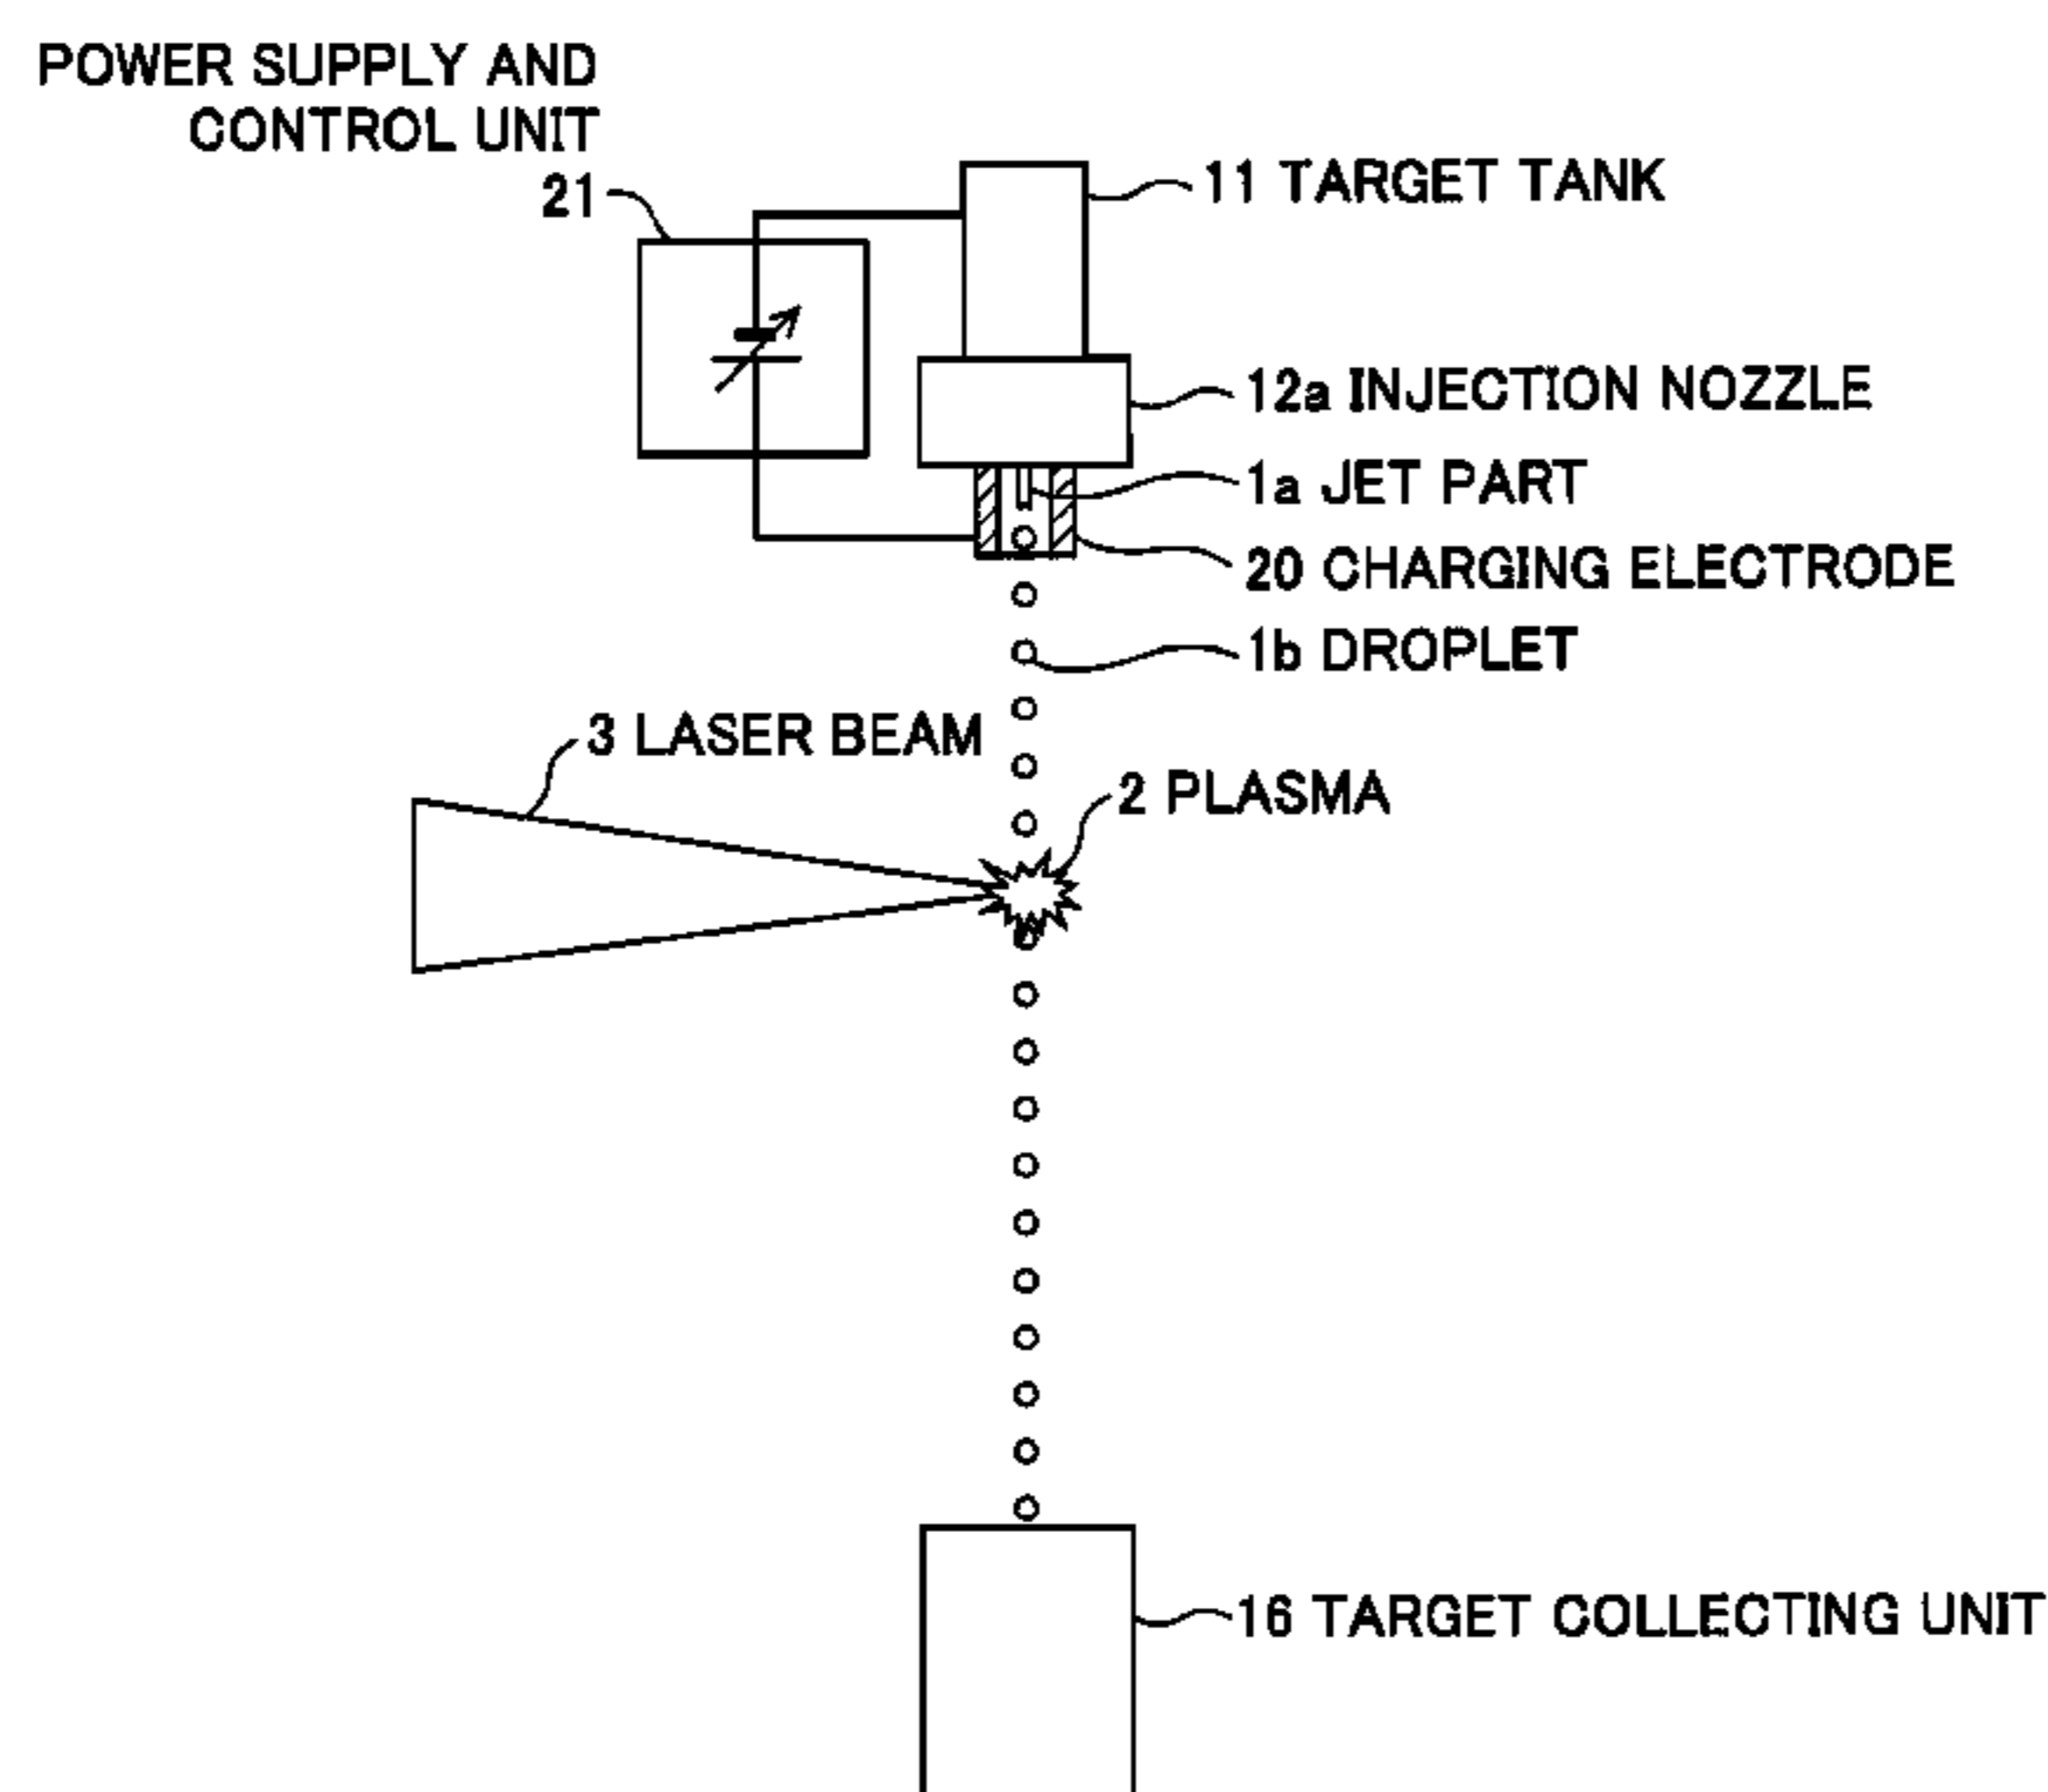 POWER SUPPLY AND
CONTROL UNIT
21
11 TARGET TANK
12a INJECTION NOZZLE
1a JET PART
20 CHARGING ELECTRODE
1b DROPLET
3 LASER BEAM
2 PLASMA
16 TARGET COLLECTING UNIT